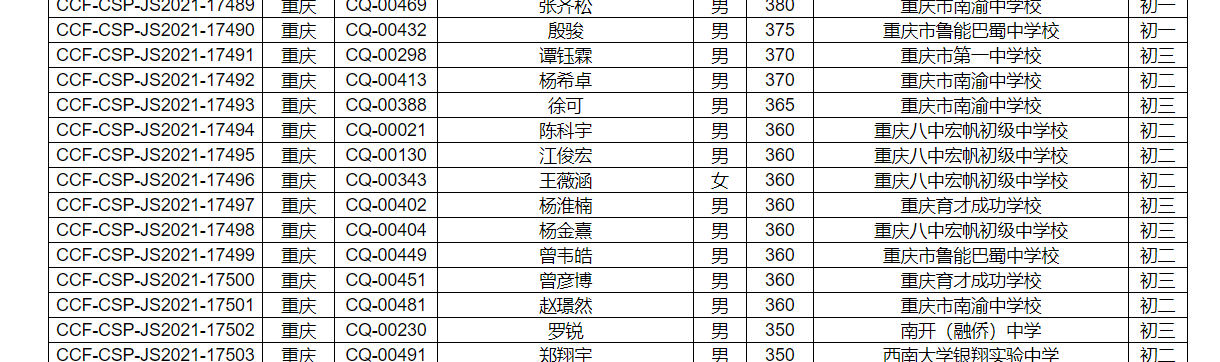 CCF-CSP-JS2021-17489 重庆 CQ-00469 张齐松 男 380 重庆市南渝中学校 初一
CCF-CSP-JS2021-17490 重庆 CQ-00432 殷骏 男 375 重庆市鲁能巴蜀中学校 初一
CCF-CSP-JS2021-17491 重庆 CQ-00298 谭钰霖 男 370 重庆市第一中学校 初三
CCF-CSP-JS2021-17492 重庆 CQ-00413 杨希卓 男 370 重庆市南渝中学校 初二
CCF-CSP-JS2021-17493 重庆 CQ-00388 徐可 男 365 重庆市南渝中学校 初三
CCF-CSP-JS2021-17494 重庆 CQ-00021 陈科宇 男 360 重庆八中宏帆初级中学校 初二
CCF-CSP-JS2021-17495 重庆 CQ-00130 江俊宏 男 360 重庆八中宏帆初级中学校 初二
CCF-CSP-JS2021-17496 重庆 CQ-00343 王薇涵 女 360 重庆八中宏帆初级中学校 初二
CCF-CSP-JS2021-17497 重庆 CQ-00402 杨淮楠 男 360 重庆育才成功学校 初三
CCF-CSP-JS2021-17498 重庆 CQ-00404 杨金熹 男 360 重庆八中宏帆初级中学校 初三
CCF-CSP-JS2021-17499 重庆 CQ-00449 曾韦皓 男 360 重庆市鲁能巴蜀中学校 初二
CCF-CSP-JS2021-17500 重庆 CQ-00451 曾彦博 男 360 重庆育才成功学校 初三
CCF-CSP-JS2021-17501 重庆 CQ-00481 赵璟然 男 360 重庆市南渝中学校 初二
CCF-CSP-JS2021-17502 重庆 CQ-00230 罗锐 男 350 南开（融侨）中学 初三
CCF-CSP-JS2021-17503 重庆 CQ-00491 郑翔宇 男 350 西南大学银翔实验中学 初二